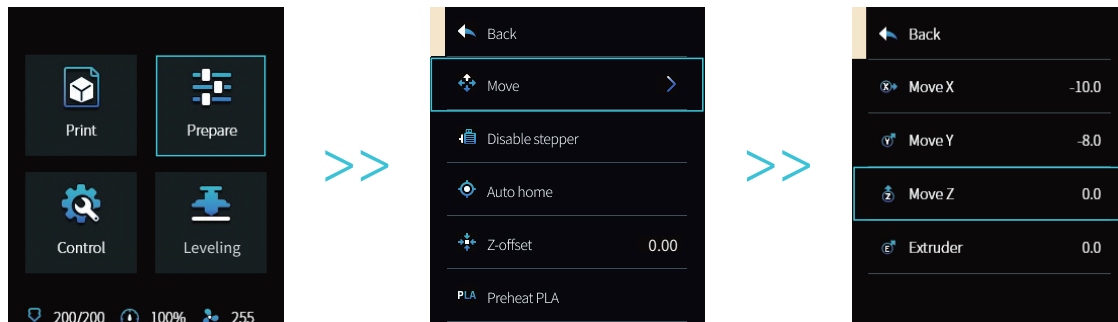 Print
Prepare
Control
Leveling
200/200 100% 255
>>
Back
Move
Disable stepper
Auto home
Z-offset 0.00
PLA Preheat PLA
>>
Back
X Move X -10.0
Y Move Y -8.0
Z Move Z 0.0
E Extruder 0.0